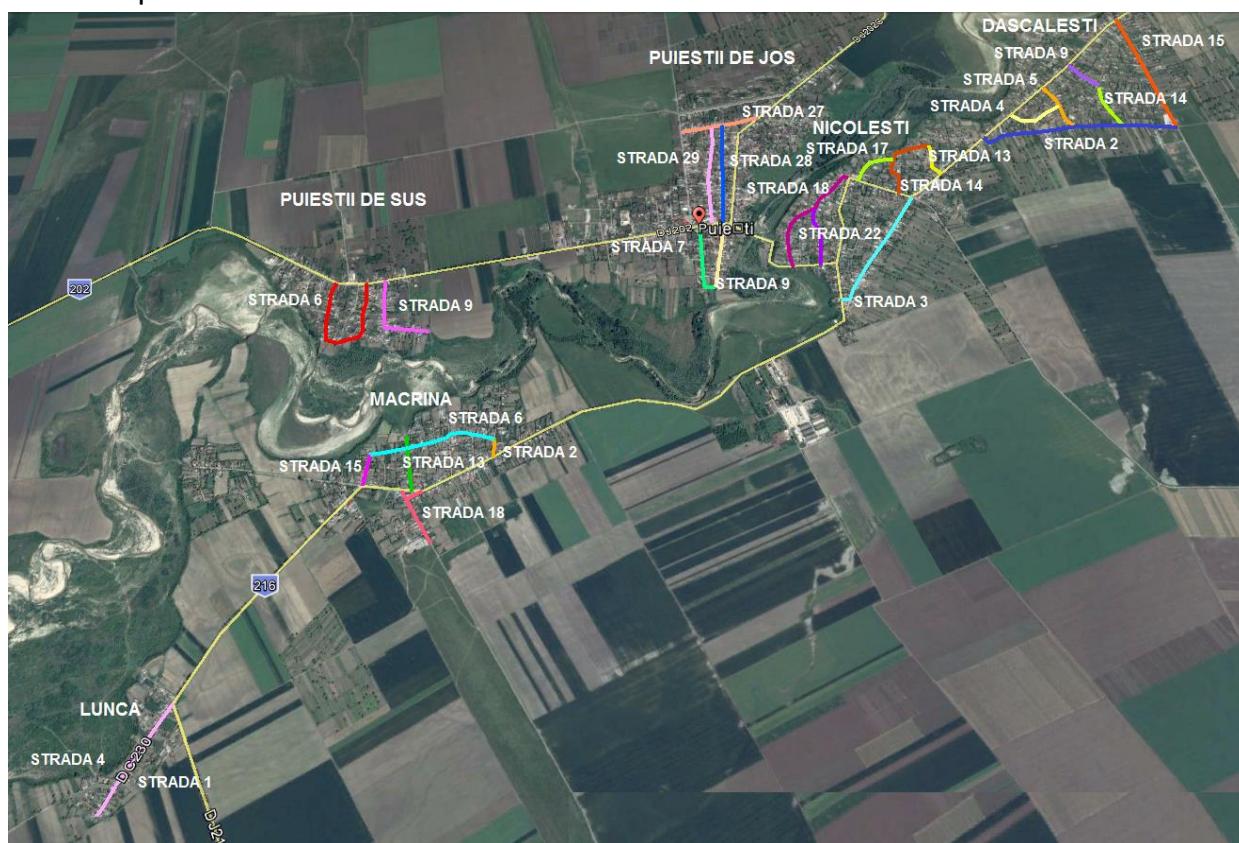 DASCALESTI
STRADA 15
DJ202C
STRADA 9
PUIESTII DE JOS
STRADA 5
STRADA 14
STRADA 4
STRADA 27
NICOLESTI
STRADA 2
STRADA 17
STRADA 13
STRADA 29
STRADA 28
STRADA 18
STRADA 14
PUIESTII DE SUS
DJ202
STRADA 7
STRADA 22
STRADA 9
202
STRADA 6
STRADA 9
STRADA 3
MACRINA
STRADA 6
STRADA 2
STRADA 15
STRADA 13
STRADA 18
216
LUNCA
STRADA 4
DC230
STRADA 1